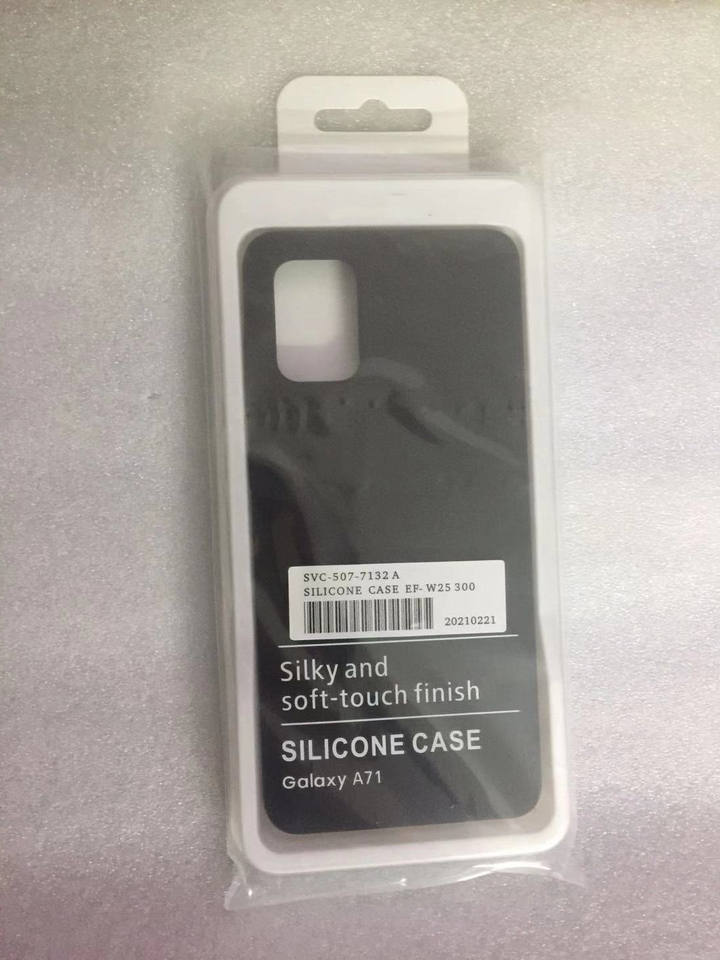 SVC-507-7132 A
SILICONE CASE EF-W25 300
20210221
Silky and
soft-touch finish
SILICONE CASE
Galaxy A71